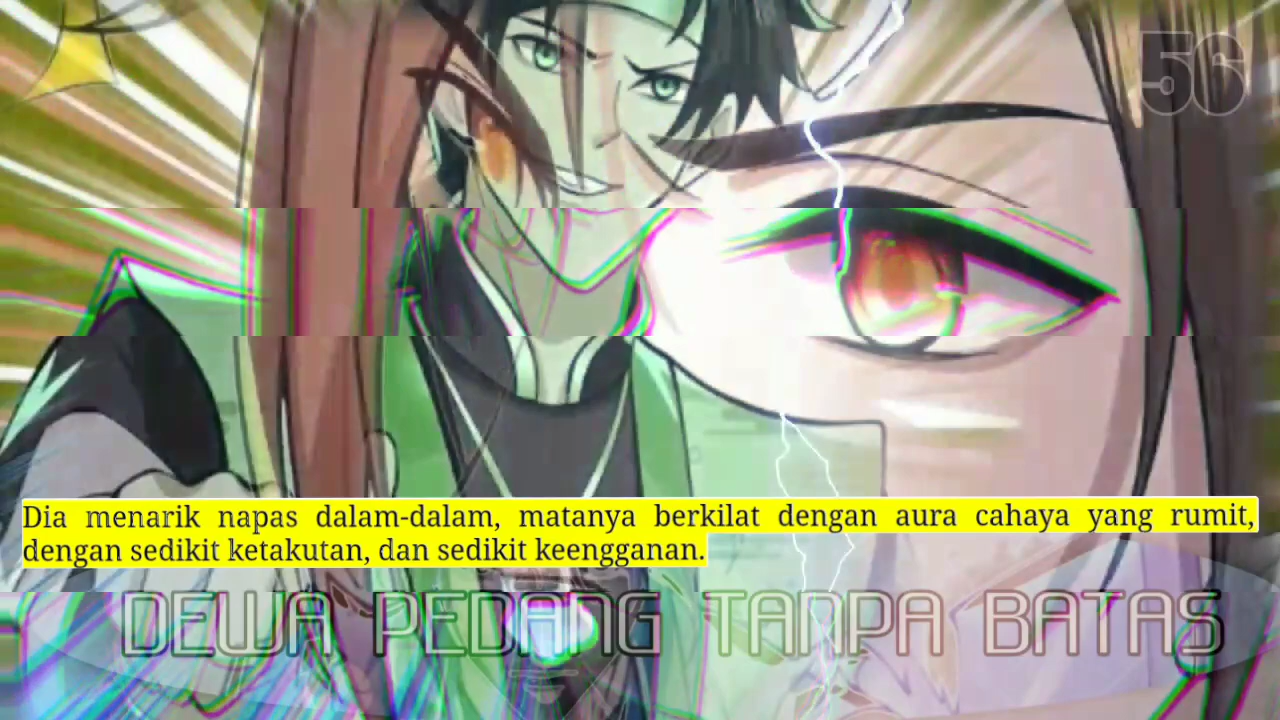 56
Dia menarik napas dalam-dalam, matanya berkilat dengan aura cahaya yang rumit,
dengan sedikit ketakutan, dan sedikit keengganan.
DEWA PEDANG TANPA BATAS